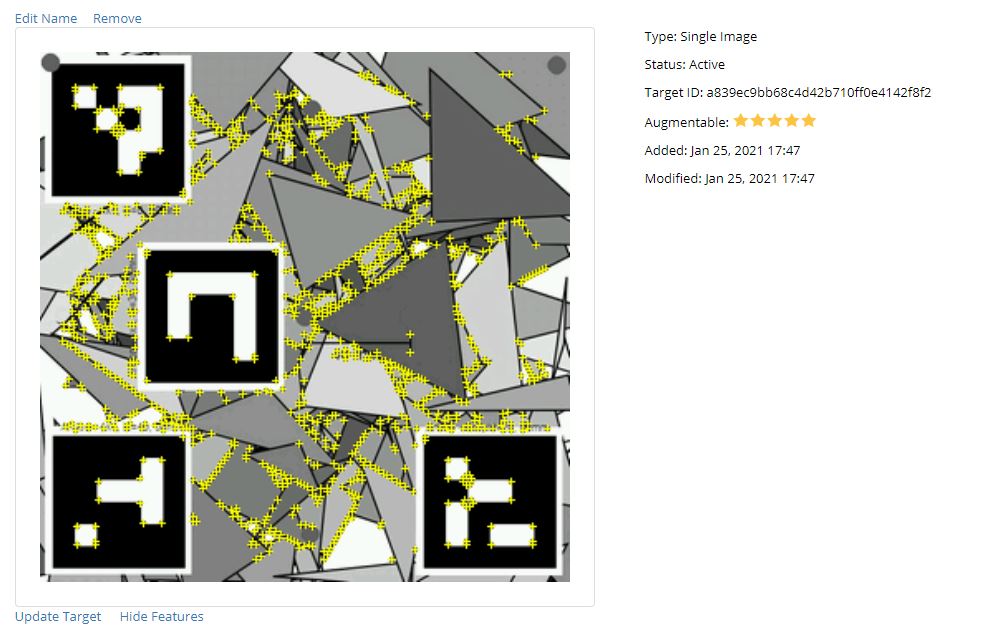 Edit Name Remove
Type: Single Image
Status: Active
Target ID: a839ec9bb68c4d42b710ff0e4142f8f2
Augmentable:
Added: Jan 25, 2021 17:47
Modified: Jan 25, 2021 17:47
Update Target Hide Features